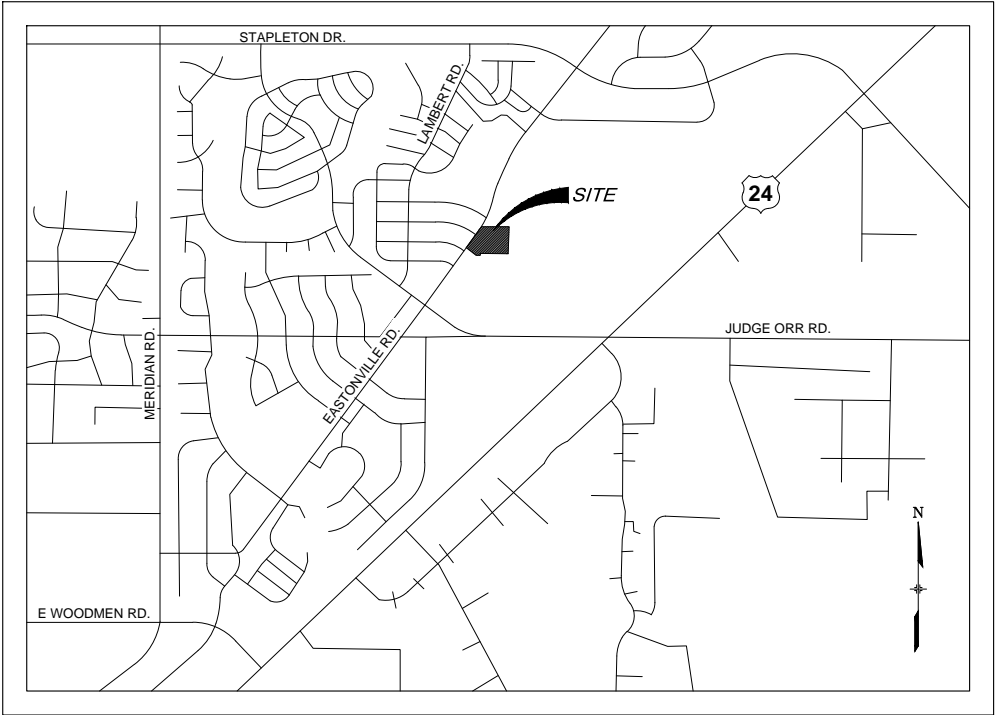 STAPLETON DR.
LAMBERT RD.
SITE
24
JUDGE ORR RD.
MERIDIAN RD.
EASTONVILLE RD.
N
E WOODMEN RD.